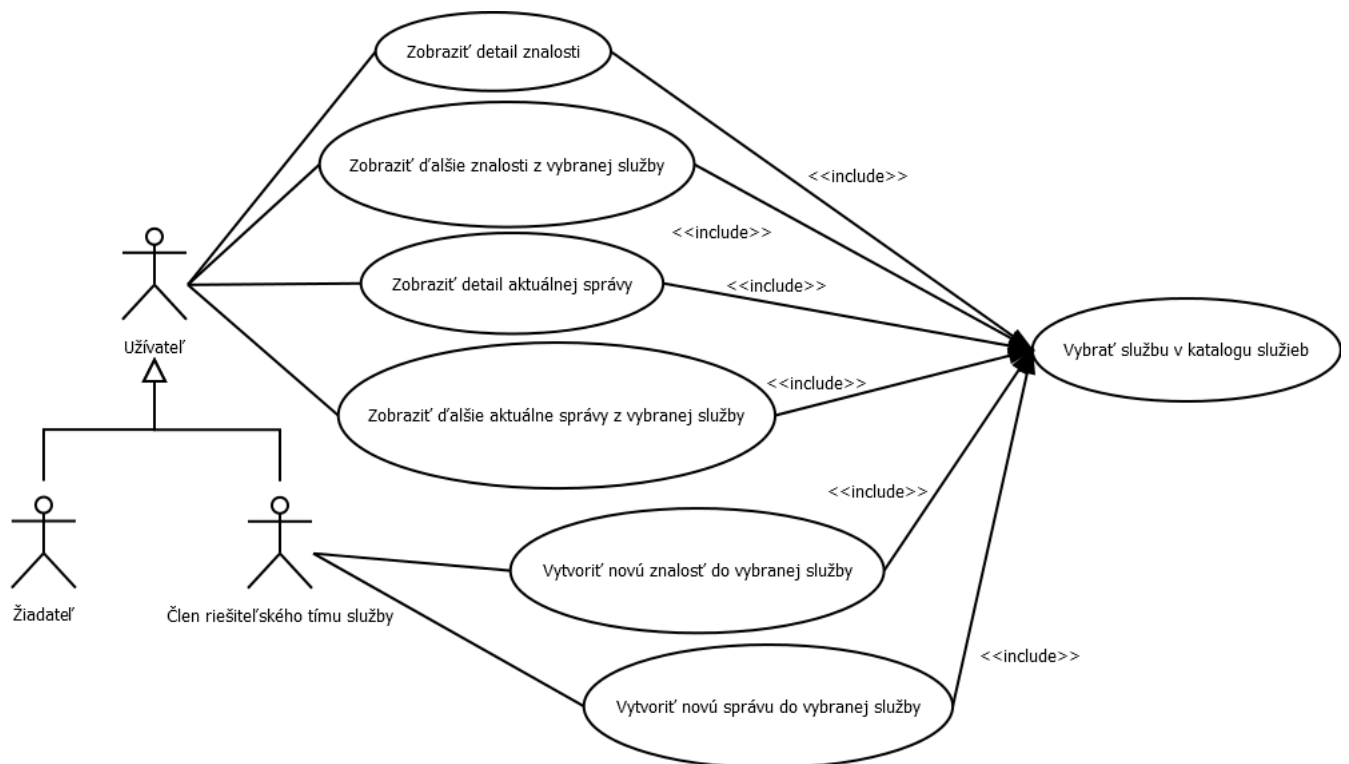 Zobraziť detail znalosti
Zobraziť ďalšie znalosti z vybranej služby
<<include>>
<<include>>
Zobraziť detail aktuálnej správy
<<include>>
Užívateľ
Vybrať službu v katalogu služieb
<<include>>
Zobraziť ďalšie aktuálne správy z vybranej služby
<<include>>
Vytvoriť novú znalosť do vybranej služby
Žiadateľ
Člen riešiteľského tímu služby
<<include>>
Vytvoriť novú správu do vybranej služby